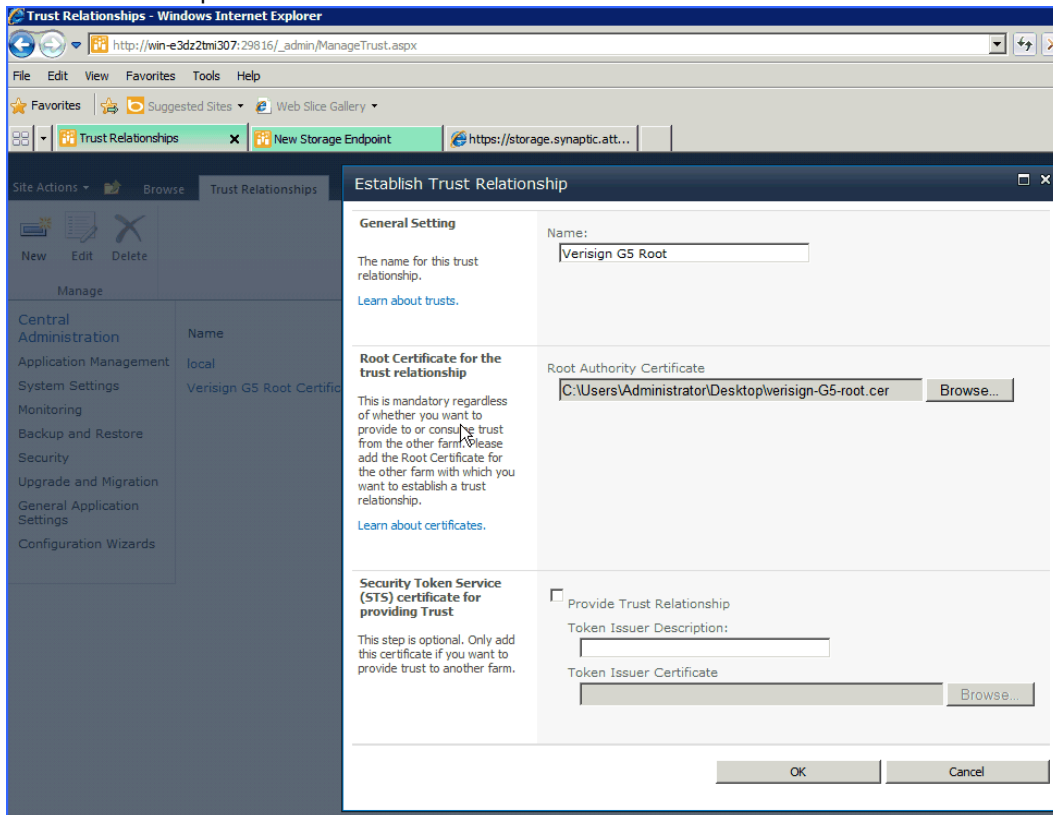 Trust Relationships - Windows Internet Explorer
http://win-e3dz2tmi307:29816/_admin/ManageTrust.aspx
File Edit View Favorites Tools Help
Favorites Suggested Sites Web Slice Gallery
Trust Relationships New Storage Endpoint https://storage.synaptic.att...
Site Actions Browse Trust Relationships
New Edit Delete
Manage
Central
Administration
Application Management
System Settings
Monitoring
Backup and Restore
Security
Upgrade and Migration
General Application
Settings
Configuration Wizards
Name
local
Verisign G5 Root Certific
Establish Trust Relationship
General Setting
The name for this trust
relationship.
Learn about trusts.
Name:
Verisign G5 Root
Root Certificate for the
trust relationship
This is mandatory regardless
of whether you want to
provide to or consume trust
from the other farm. Please
add the Root Certificate for
the other farm with which you
want to establish a trust
relationship.
Learn about certificates.
Root Authority Certificate
C:\Users\Administrator\Desktop\verisign-G5-root.cer Browse...
Security Token Service
(STS) certificate for
providing Trust
This step is optional. Only add
this certificate if you want to
provide trust to another farm.
Provide Trust Relationship
Token Issuer Description:
Token Issuer Certificate
Browse...
OK Cancel